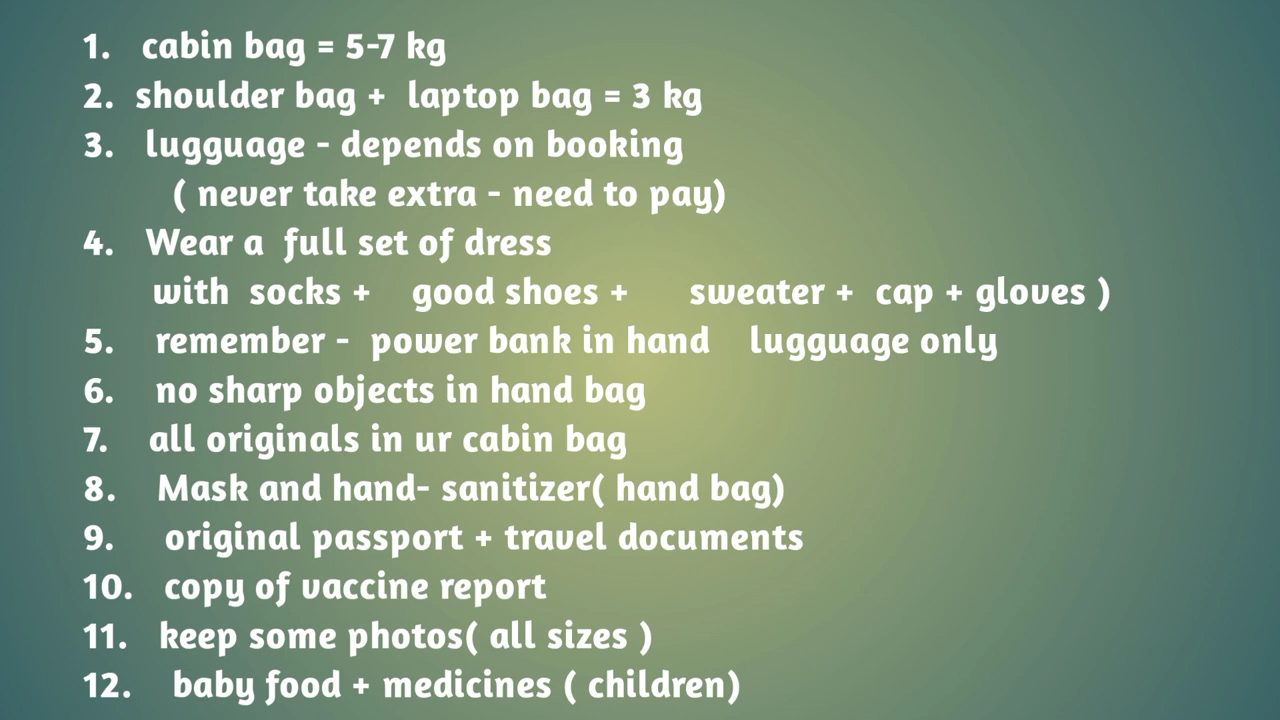 1. cabin bag = 5-7 kg
2. shoulder bag + laptop bag = 3 kg
3. lugguage - depends on booking
( never take extra - need to pay)
4. Wear a full set of dress
with socks + good shoes + sweater + cap + gloves )
5. remember - power bank in hand lugguage only
6. no sharp objects in hand bag
7. all originals in ur cabin bag
8. Mask and hand- sanitizer( hand bag)
9. original passport + travel documents
10. copy of vaccine report
11. keep some photos( all sizes )
12. baby food + medicines ( children)